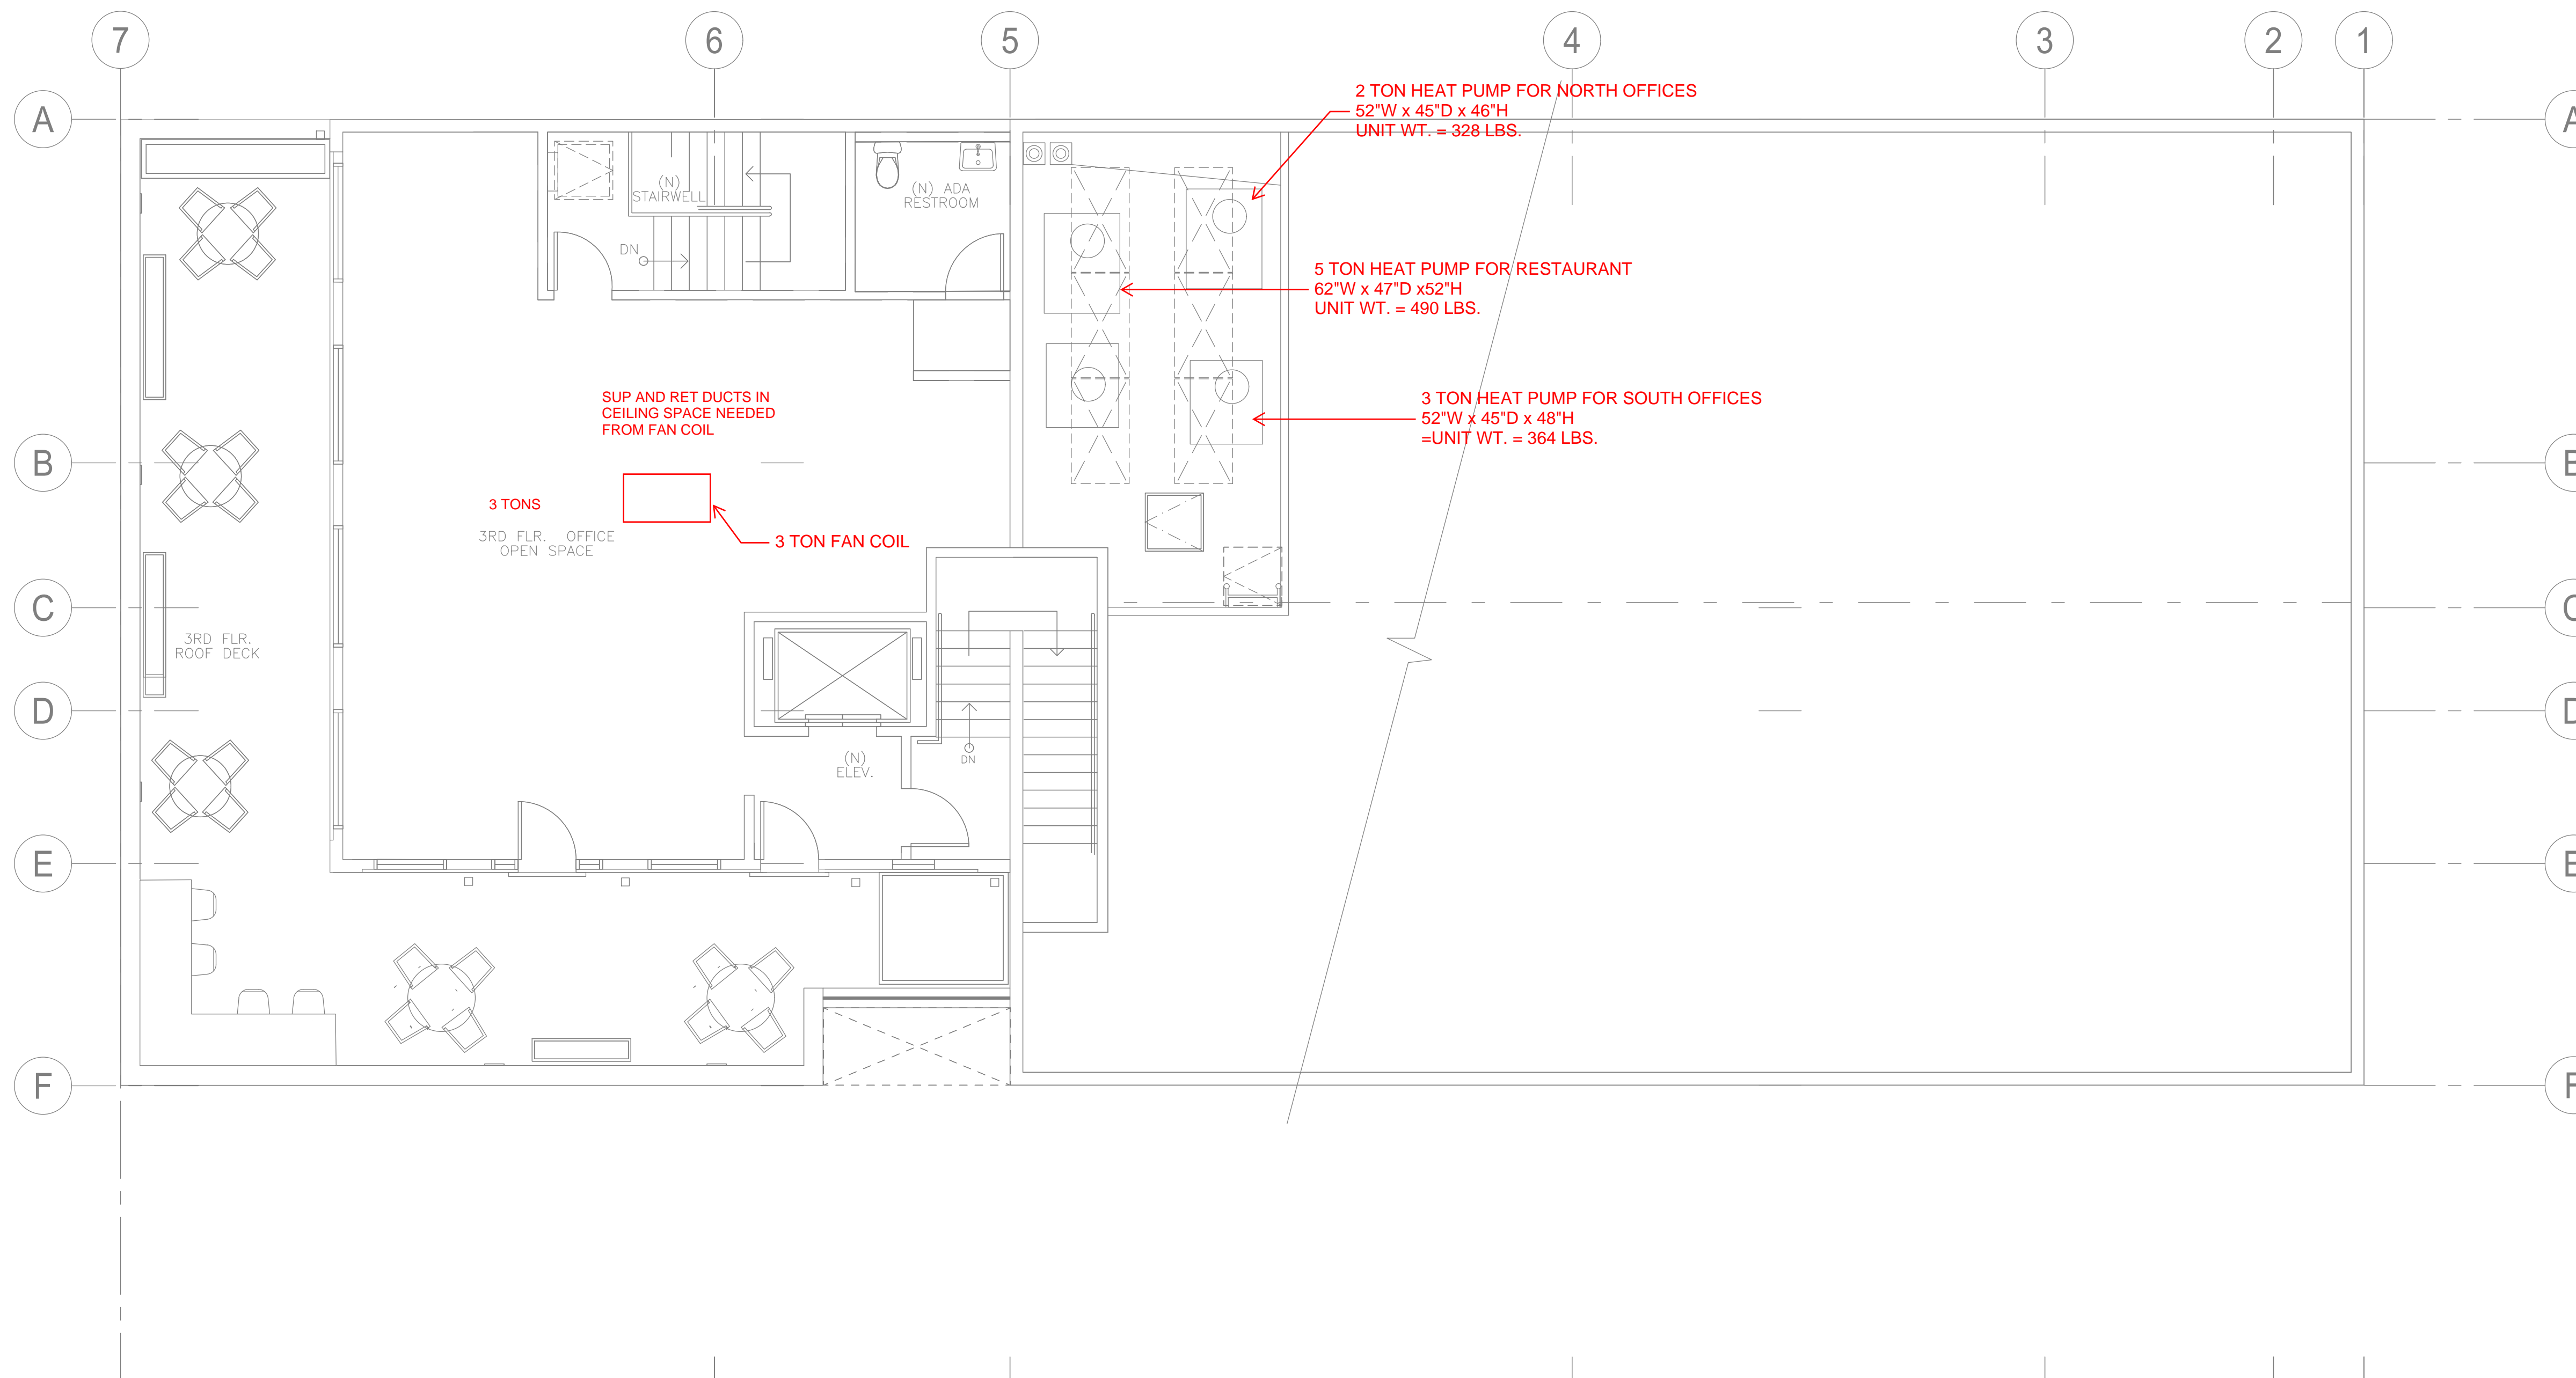 7
6
5
4
3
2
1
A
A
2 TON HEAT PUMP FOR NORTH OFFICES
52"W x 45"D x 46"H
UNIT WT. = 328 LBS.
(N)
STAIRWELL
(N) ADA
RESTROOM
DN
5 TON HEAT PUMP FOR RESTAURANT
62"W x 47"D x52"H
UNIT WT. = 490 LBS.
SUP AND RET DUCTS IN
CEILING SPACE NEEDED
FROM FAN COIL
3 TON HEAT PUMP FOR SOUTH OFFICES
52"W x 45"D x 48"H
=UNIT WT. = 364 LBS.
B
B
3 TONS
3RD FLR. OFFICE
OPEN SPACE
3 TON FAN COIL
C
C
3RD FLR.
ROOF DECK
D
D
(N)
ELEV.
DN
E
E
F
F